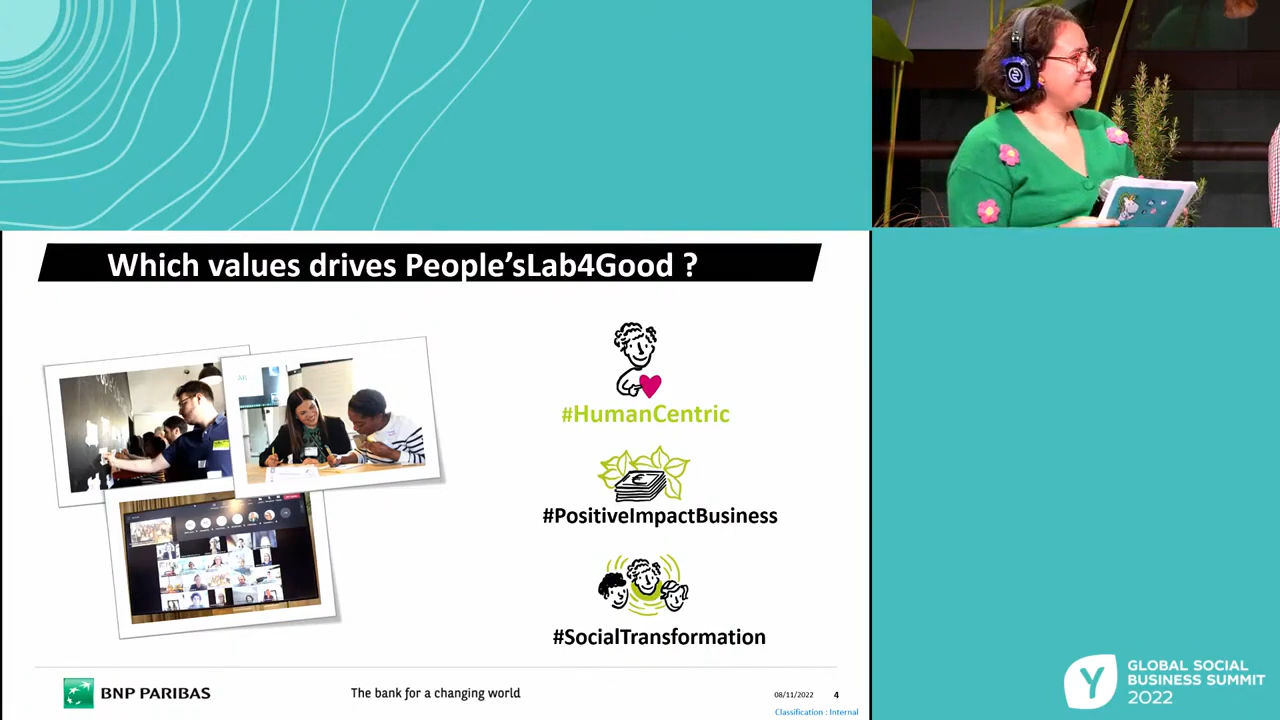 Which values drives People'sLab4Good ?
#HumanCentric
#PositiveImpactBusiness
#SocialTransformation
BNP PARIBAS
The bank for a changing world
08/11/2022 4
Classification : Internal
Y
GLOBAL SOCIAL
BUSINESS SUMMIT
2022